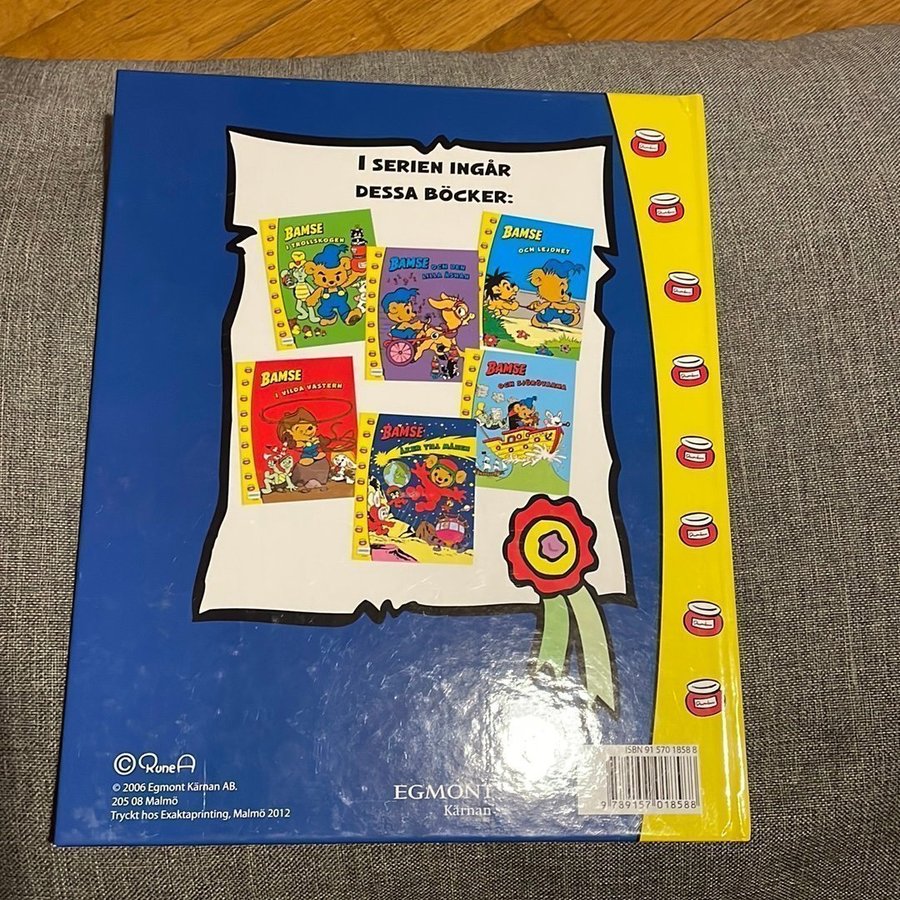 I SERIEN INGÅR
DESSA BÖCKER:
BAMSE
I TROLLSKOGEN
BAMSE OCH DEN
LILLA ÅSNAN
BAMSE
OCH LEJONET
BAMSE
I VILDA VÄSTERN
BAMSE
ÅKER TILL MÅNEN
BAMSE
OCH SJÖRÖVARNA
© Rune A
© 2006 Egmont Kärnan AB.
205 08 Malmö
Tryckt hos Exaktaprinting, Malmö 2012
EGMONT
Kärnan
ISBN 91 570 1858 8
9 789157 018588